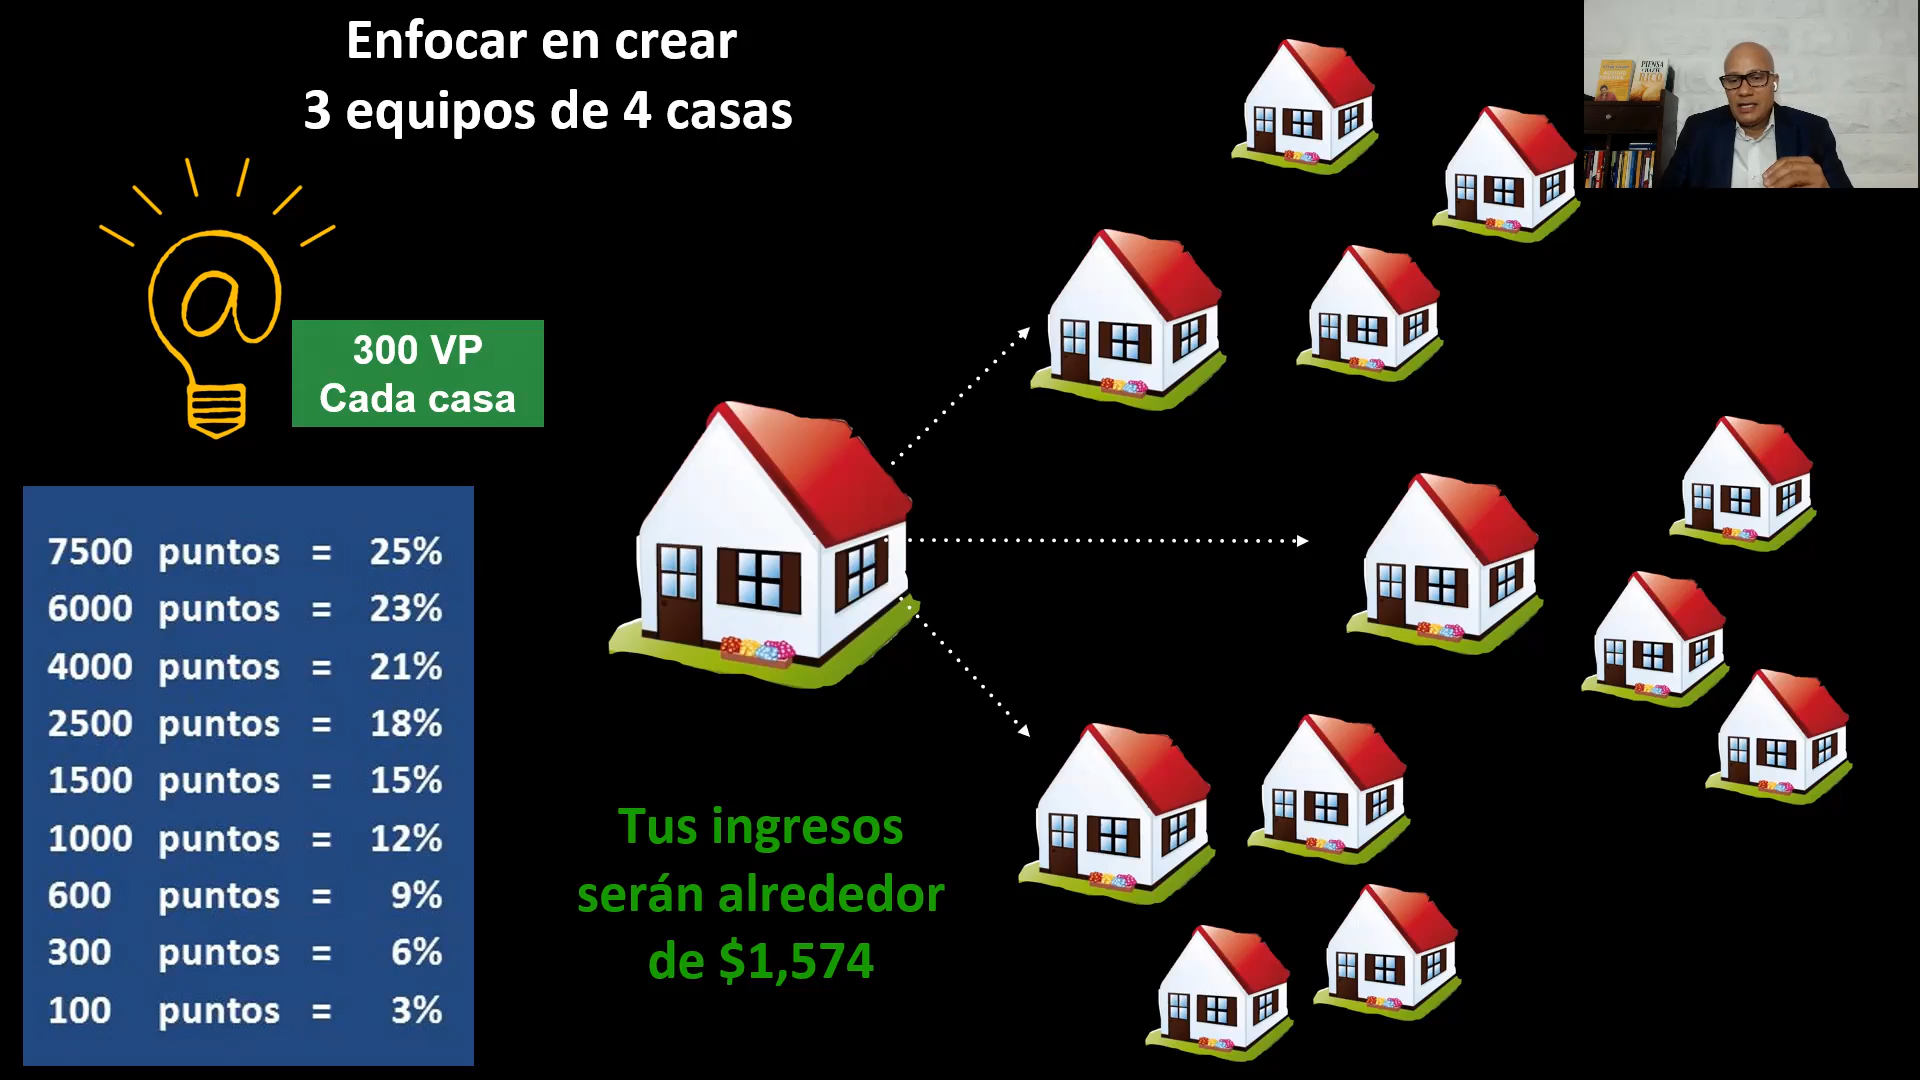 Enfocar en crear
3 equipos de 4 casas
PIENSA
RICO
@
300 VP
Cada casa
7500 puntos = 25%
6000 puntos = 23%
4000 puntos = 21%
2500 puntos = 18%
1500 puntos = 15%
1000 puntos = 12%
600 puntos = 9%
300 puntos = 6%
100 puntos = 3%
Tus ingresos
serán alrededor
de $1,574